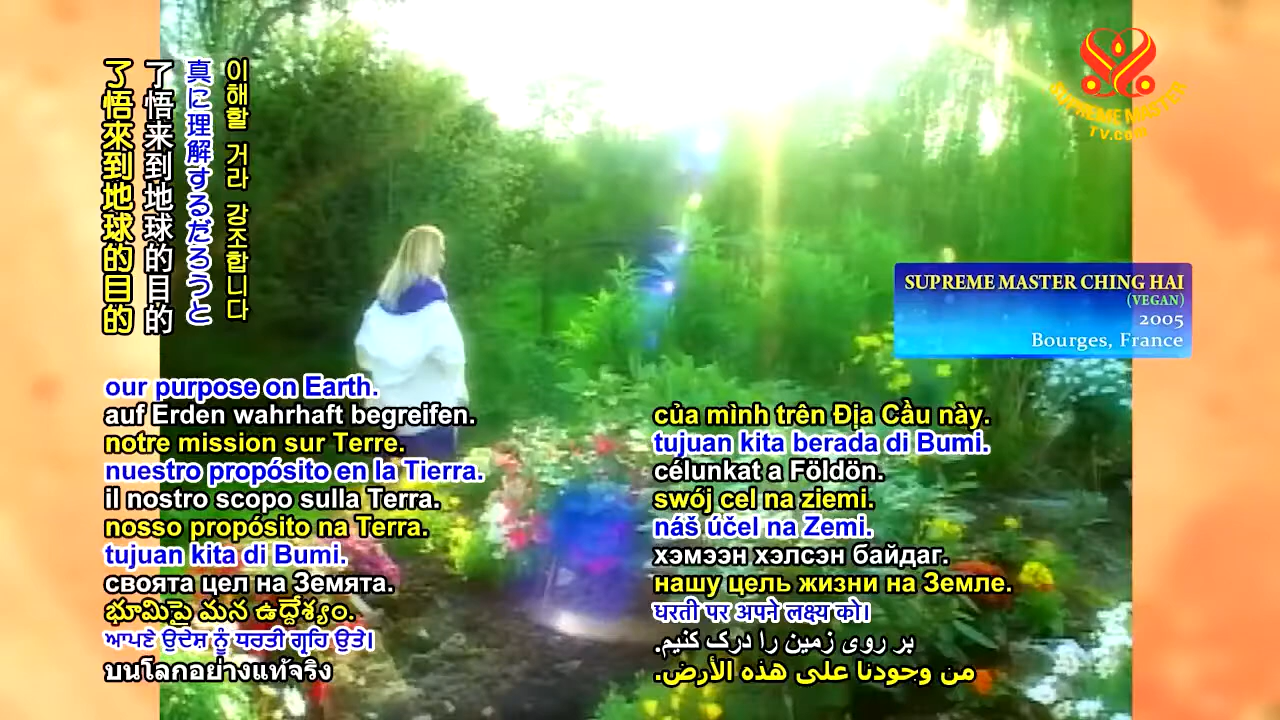 SUPREME MASTER
TV.com
이해할 거라 강조합니다
真に理解するだろうと
了悟来到地球的目的
了悟來到地球的目的
SUPREME MASTER CHING HAI
(VEGAN)
2005
Bourges, France
our purpose on Earth.
auf Erden wahrhaft begreifen.
notre mission sur Terre.
nuestro propósito en la Tierra.
il nostro scopo sulla Terra.
nosso propósito na Terra.
tujuan kita di Bumi.
своята цел на Земята.
భూమిపై మన ఉద్దేశ్యం.
ਆਪਣੇ ਉਦੇਸ਼ ਨੂੰ ਧਰਤੀ ਗ੍ਰਹਿ ਉਤੇ।
บนโลกอย่างแท้จริง
của mình trên Địa Cầu này.
tujuan kita berada di Bumi.
célunkat a Földön.
swój cel na ziemi.
náš účel na Zemi.
хэмээн хэлсэн байдаг.
нашу цель жизни на Земле.
धरती पर अपने लक्ष्य को।
بر روی زمین را درک کنیم.
من وجودنا على هذه الأرض.